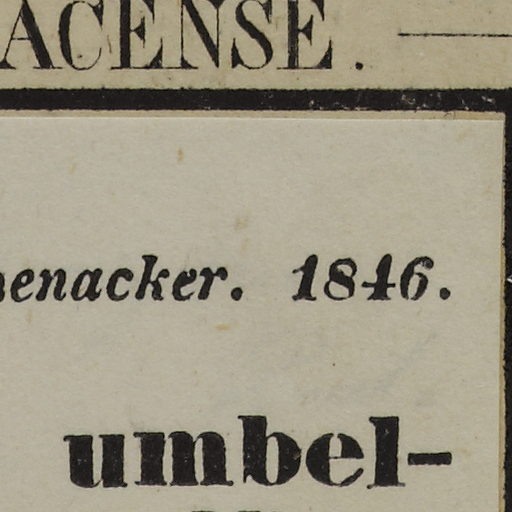 ACENSE.
enacker. 1846.
umbel-